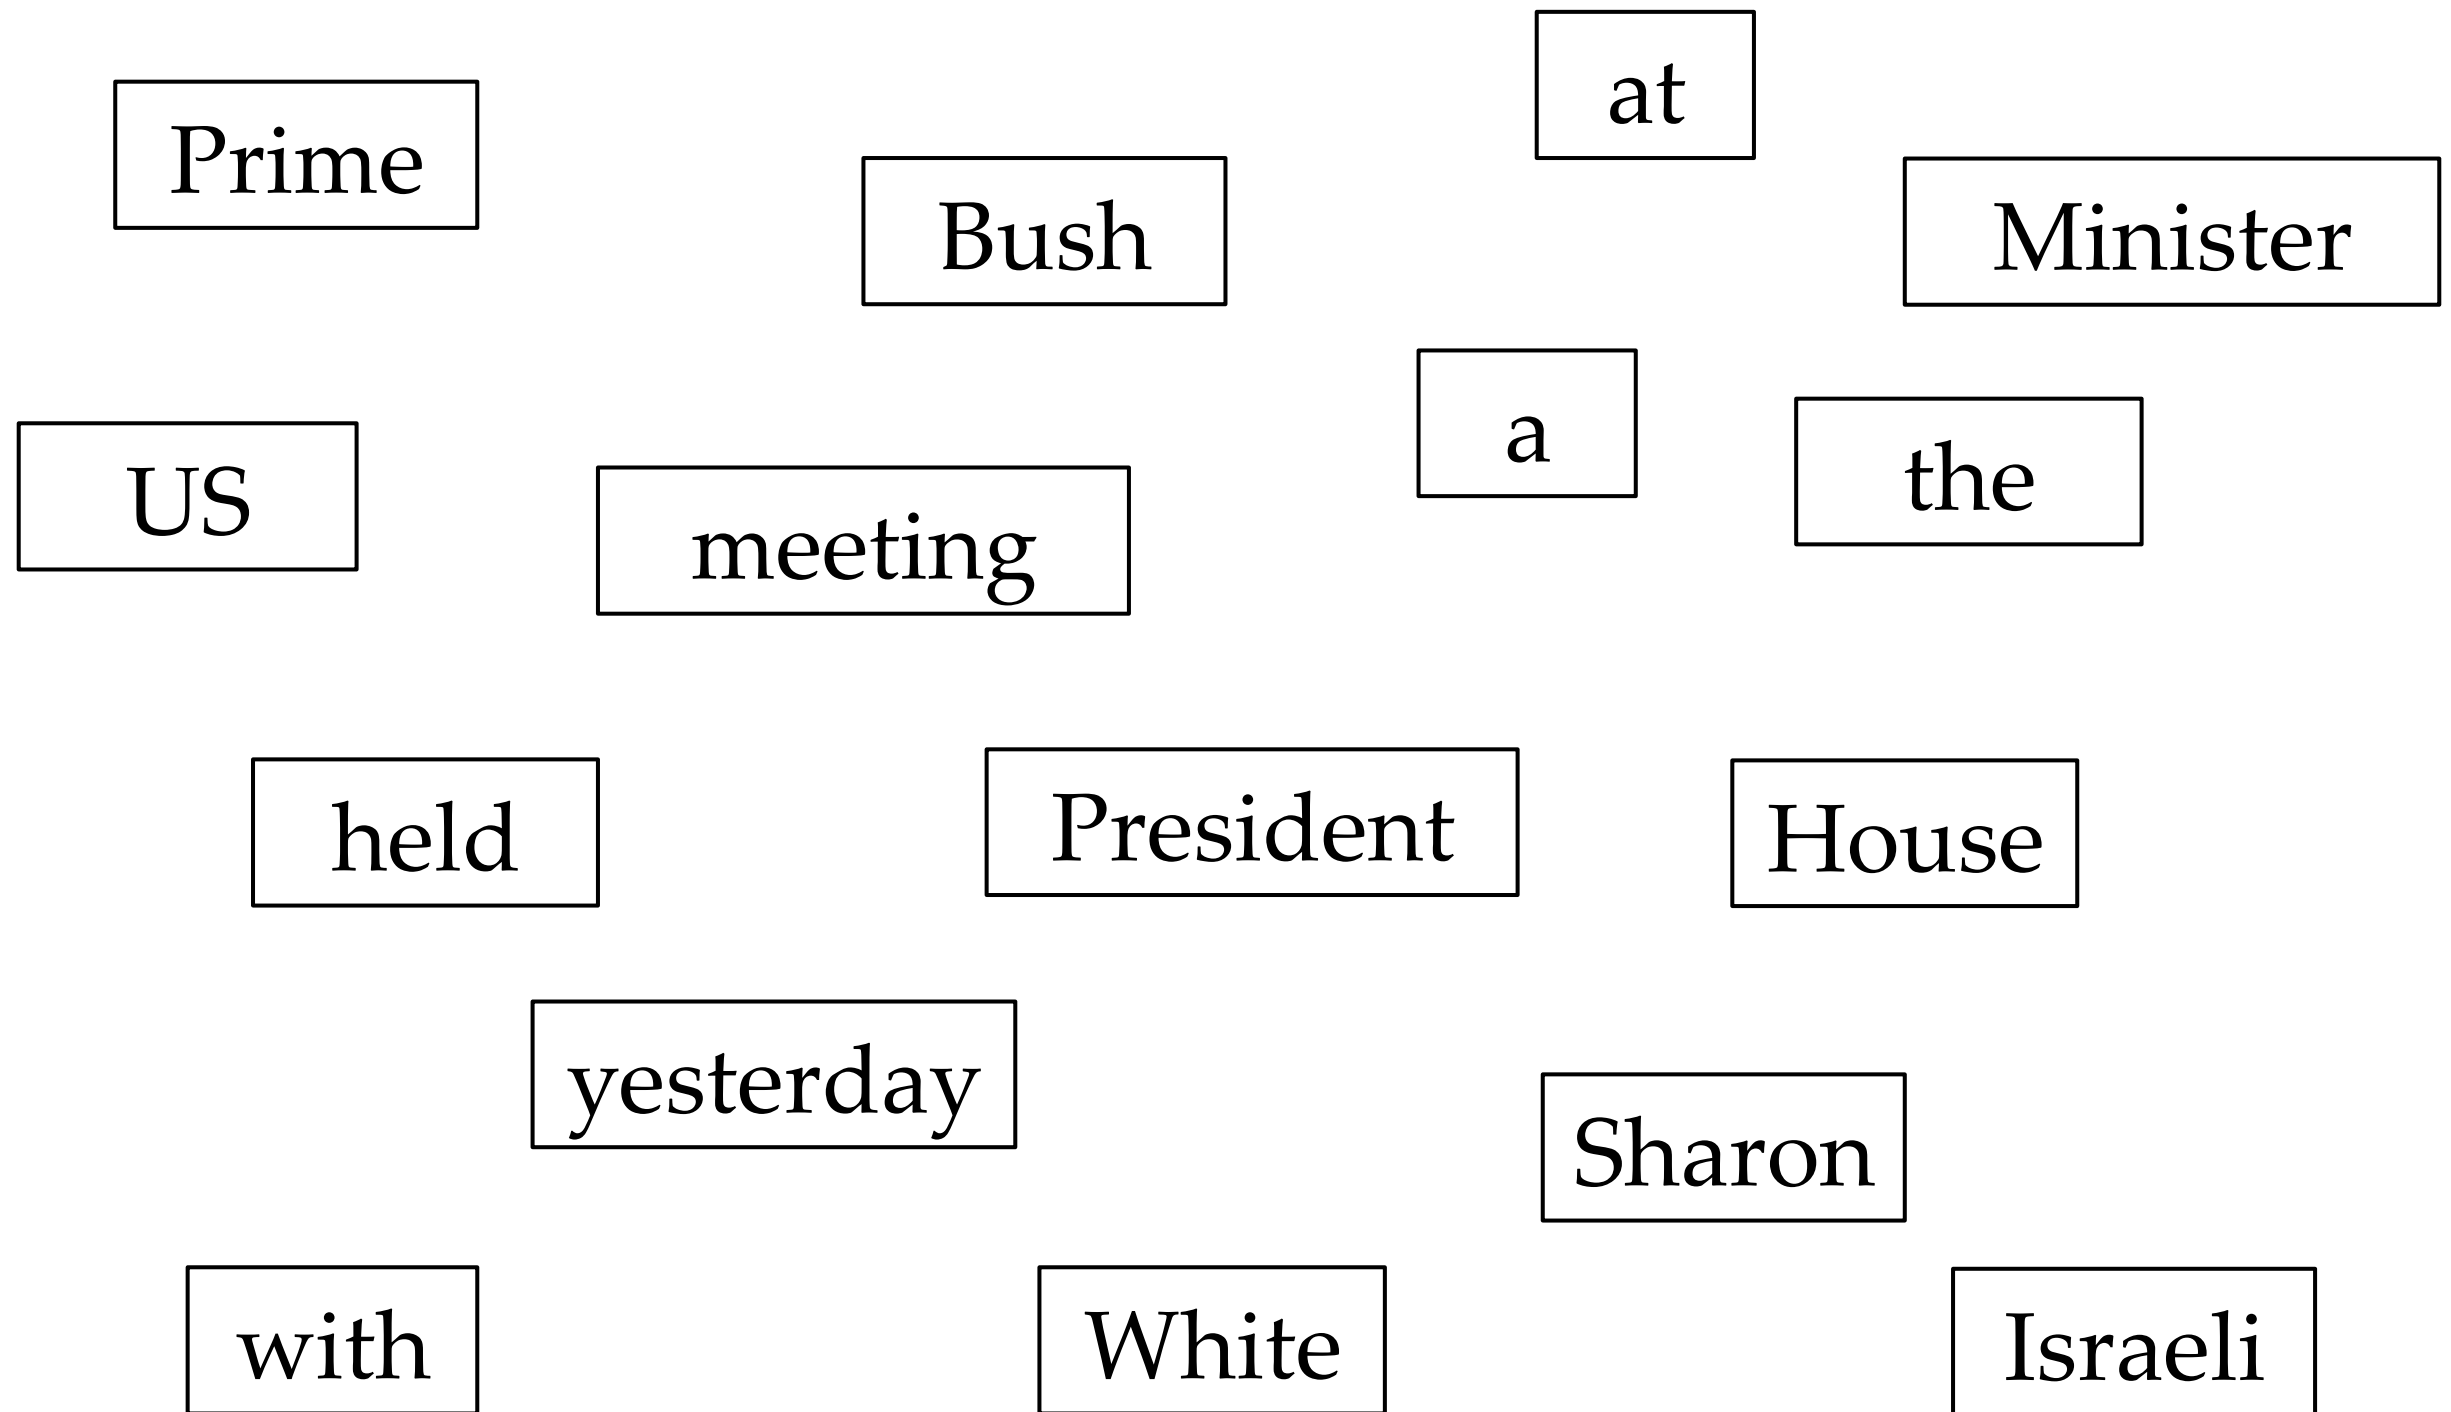 at
Prime
Bush
Minister
a
the
US
meeting
held
President
House
yesterday
Sharon
with
White
Israeli